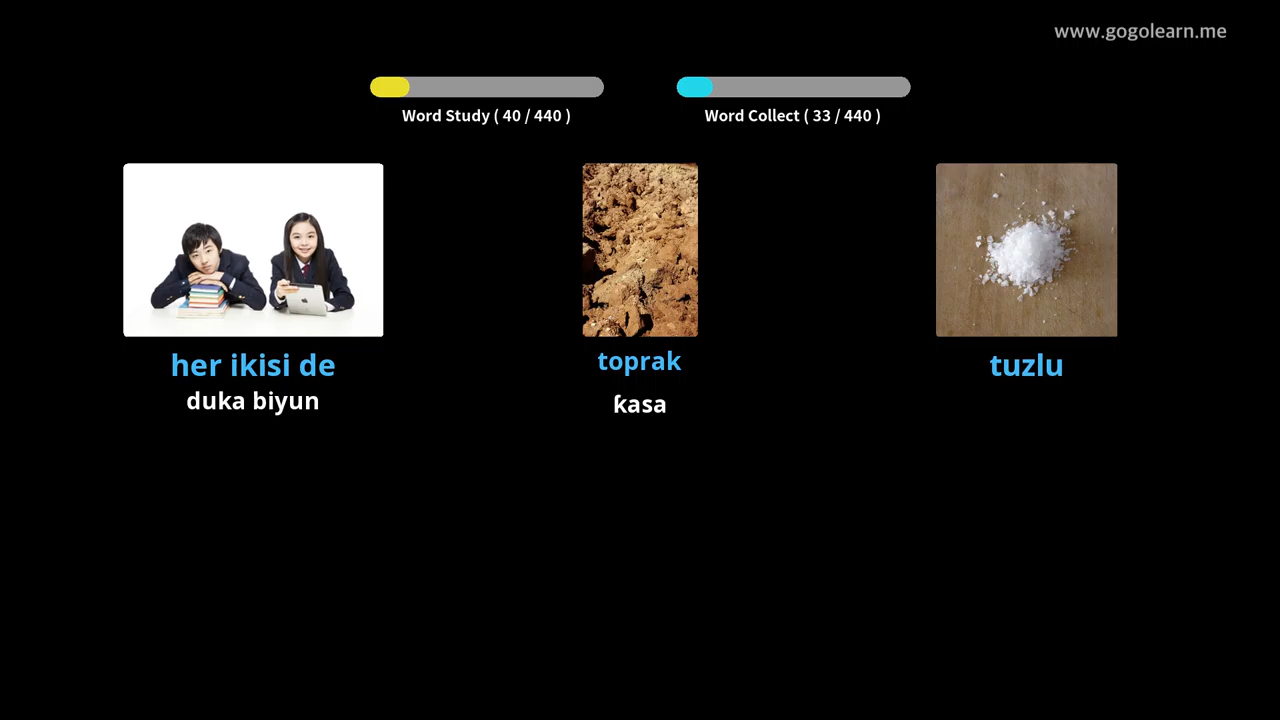 www.gogolearn.me
Word Study ( 40 / 440 )
Word Collect ( 33 / 440 )
her ikisi de
duka biyun
toprak
ƙasa
tuzlu